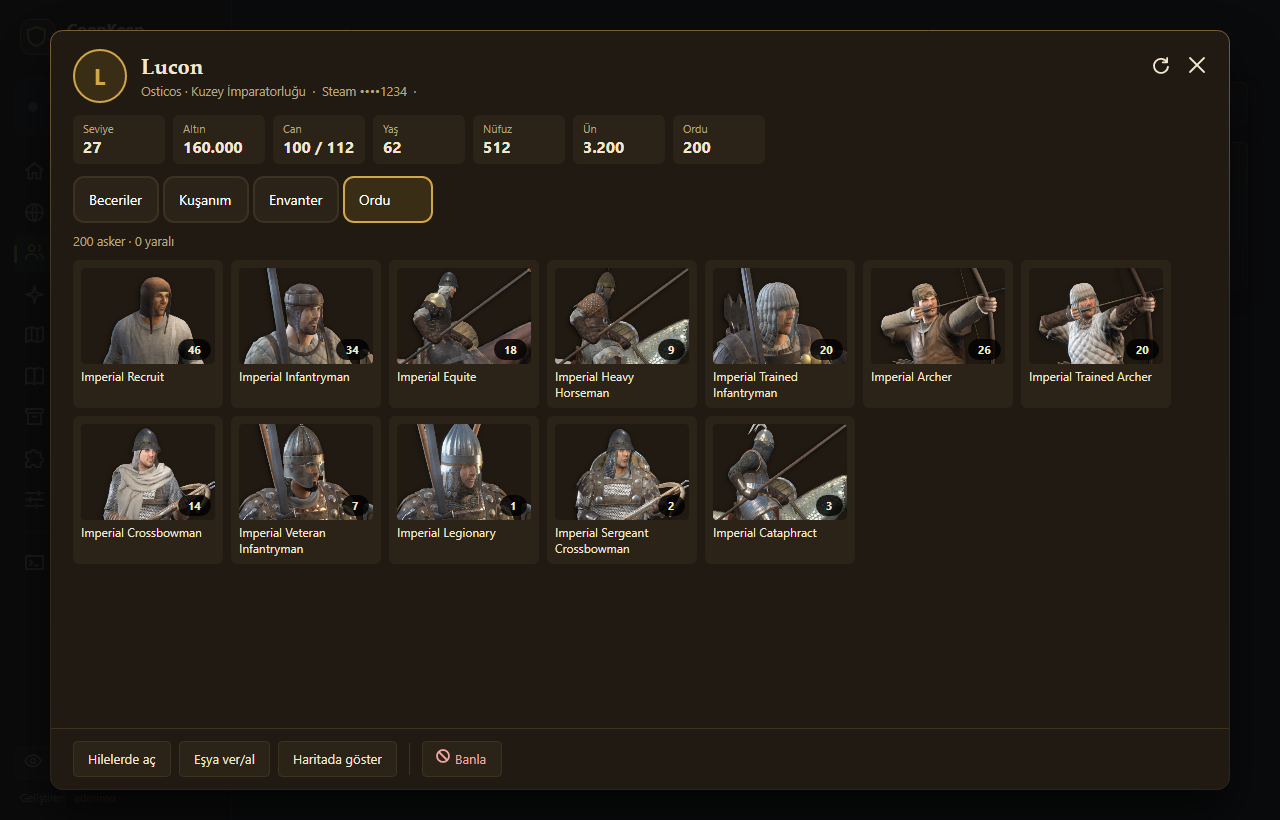 CoopKeep
L
Lucon
Osticos · Kuzey İmparatorluğu · Steam ••••1234 ·
Seviye
27
Altın
160.000
Can
100 / 112
Yaş
62
Nüfuz
512
Ün
3.200
Ordu
200
Beceriler
Kuşanım
Envanter
Ordu
200 asker · 0 yaralı
46
Imperial Recruit
34
Imperial Infantryman
18
Imperial Equite
9
Imperial Heavy
Horseman
20
Imperial Trained
Infantryman
26
Imperial Archer
20
Imperial Trained Archer
14
Imperial Crossbowman
7
Imperial Veteran
Infantryman
1
Imperial Legionary
2
Imperial Sergeant
Crossbowman
3
Imperial Cataphract
Hilelerde aç
Eşya ver/al
Haritada göster
Banla